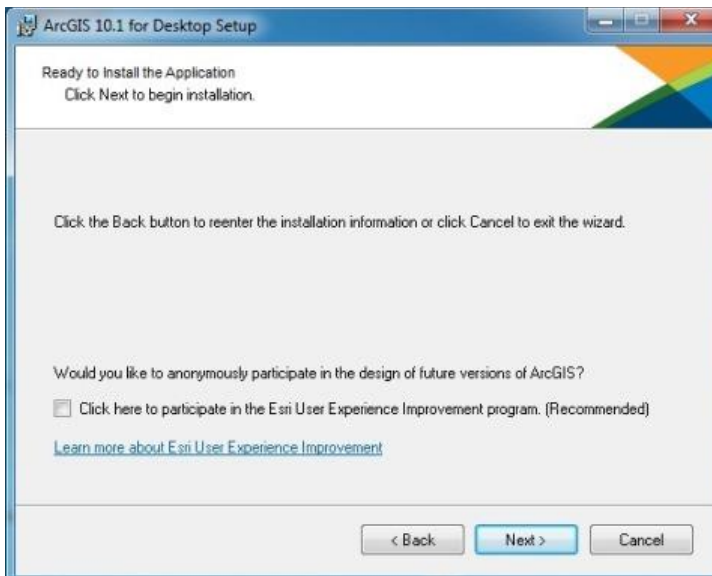 ArcGIS 10.1 for Desktop Setup
Ready to Install the Application
Click Next to begin installation.
Click the Back button to reenter the installation information or click Cancel to exit the wizard.
Would you like to anonymously participate in the design of future versions of ArcGIS?
Click here to participate in the Esri User Experience Improvement program. (Recommended)
Learn more about Esri User Experience Improvement
< Back Next > Cancel